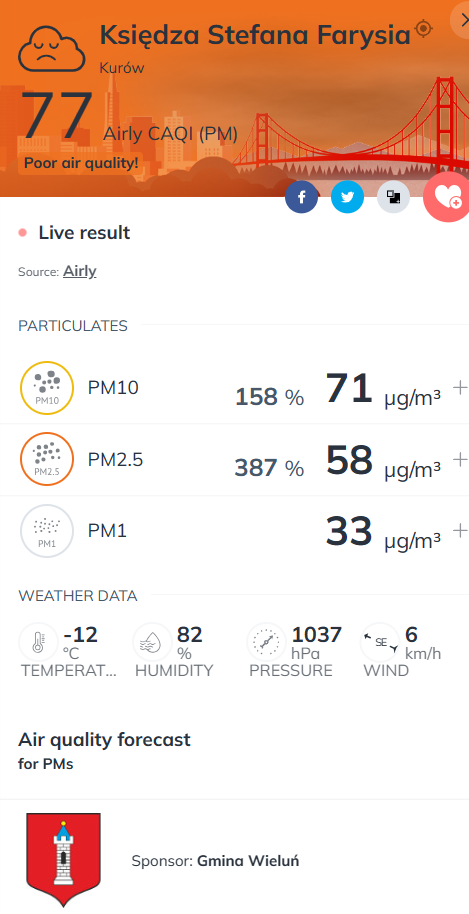 Księdza Stefana Farysia
Kurów
77 Airly CAQI (PM)
Poor air quality!
Live result
Source: Airly
PARTICULATES
PM10
PM10 158 % 71 µg/m³ +
PM2.5
PM2.5 387 % 58 µg/m³ +
PM1
PM1 33 µg/m³ +
WEATHER DATA
-12 °C 82 % 1037 hPa SE 6 km/h
TEMPERAT... HUMIDITY PRESSURE WIND
Air quality forecast
for PMs
Sponsor: Gmina Wieluń